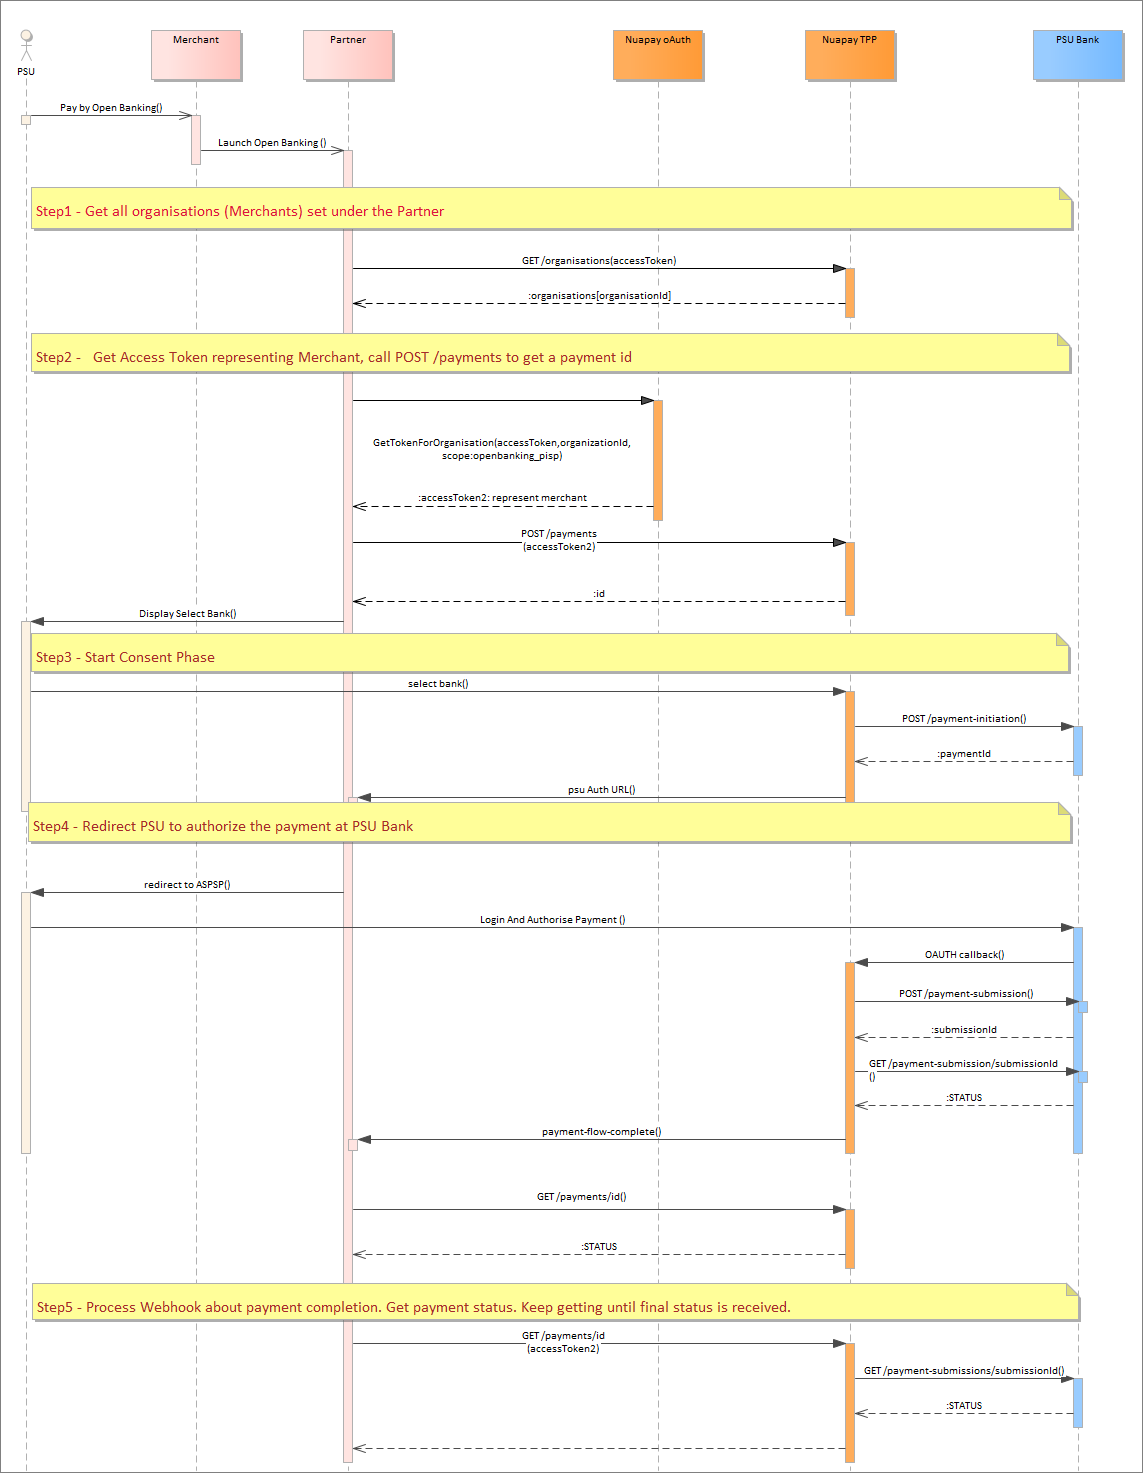 Merchant
Partner
Nuapay oAuth
Nuapay TPP
PSU Bank
PSU
Pay by Open Banking()
Launch Open Banking ()
Step1 - Get all organisations (Merchants) set under the Partner
GET /organisations(accessToken)
:organisations[organisationId]
Step2 -   Get Access Token representing Merchant, call POST /payments to get a payment id
GetTokenForOrganisation(accessToken,organizationId,
scope:openbanking_pisp)
:accessToken2: represent merchant
POST /payments
(accessToken2)
:id
Display Select Bank()
Step3 - Start Consent Phase
select bank()
POST /payment-initiation()
:paymentId
psu Auth URL()
Step4 - Redirect PSU to authorize the payment at PSU Bank
redirect to ASPSP()
Login And Authorise Payment ()
OAUTH callback()
POST /payment-submission()
:submissionId
GET /payment-submission/submissionId
()
:STATUS
payment-flow-complete()
GET /payments/id()
:STATUS
Step5 - Process Webhook about payment completion. Get payment status. Keep getting until final status is received.
GET /payments/id
(accessToken2)
GET /payment-submissions/submissionId()
:STATUS